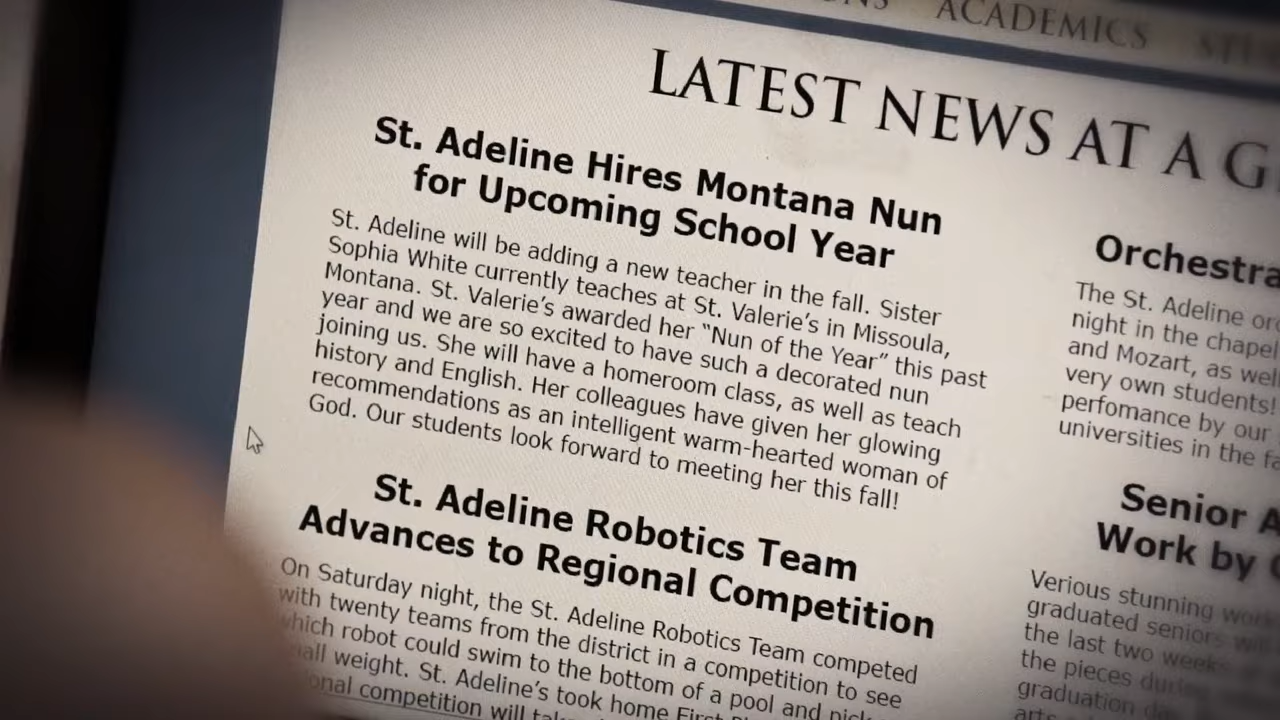 ACADEMICS
LATEST NEWS AT A G
St. Adeline Hires Montana Nun
for Upcoming School Year
St. Adeline will be adding a new teacher in the fall. Sister
Sophia White currently teaches at St. Valerie's in Missoula,
Montana. St. Valerie's awarded her "Nun of the Year" this past
year and we are so excited to have such a decorated nun
joining us. She will have a homeroom class, as well as teach
history and English. Her colleagues have given her glowing
recommendations as an intelligent warm-hearted woman of
God. Our students look forward to meeting her this fall!
St. Adeline Robotics Team
Advances to Regional Competition
On Saturday night, the St. Adeline Robotics Team competed
with twenty teams from the district in a competition to see
which robot could swim to the bottom of a pool and pick
weight. St. Adeline's took home First
competition will
Orchestra
The St. Adeline
night in the chapel
and Mozart, as well
very own students!
perfomance by our
universities in the
Senior
Work by
Verious stunning work
graduated seniors will
the last two weeks of
the pieces during
graduation